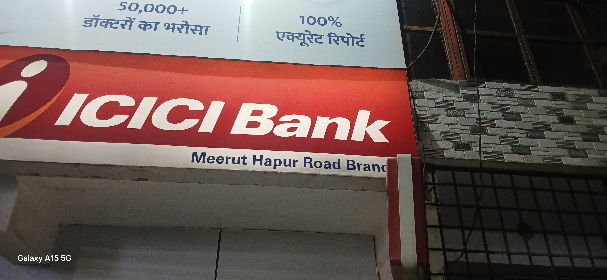 50,000+
डॉक्टरों का भरोसा
100%
एक्यूरेट रिपोर्ट
ICICI Bank
Meerut Hapur Road Branc
Galaxy A15 5G